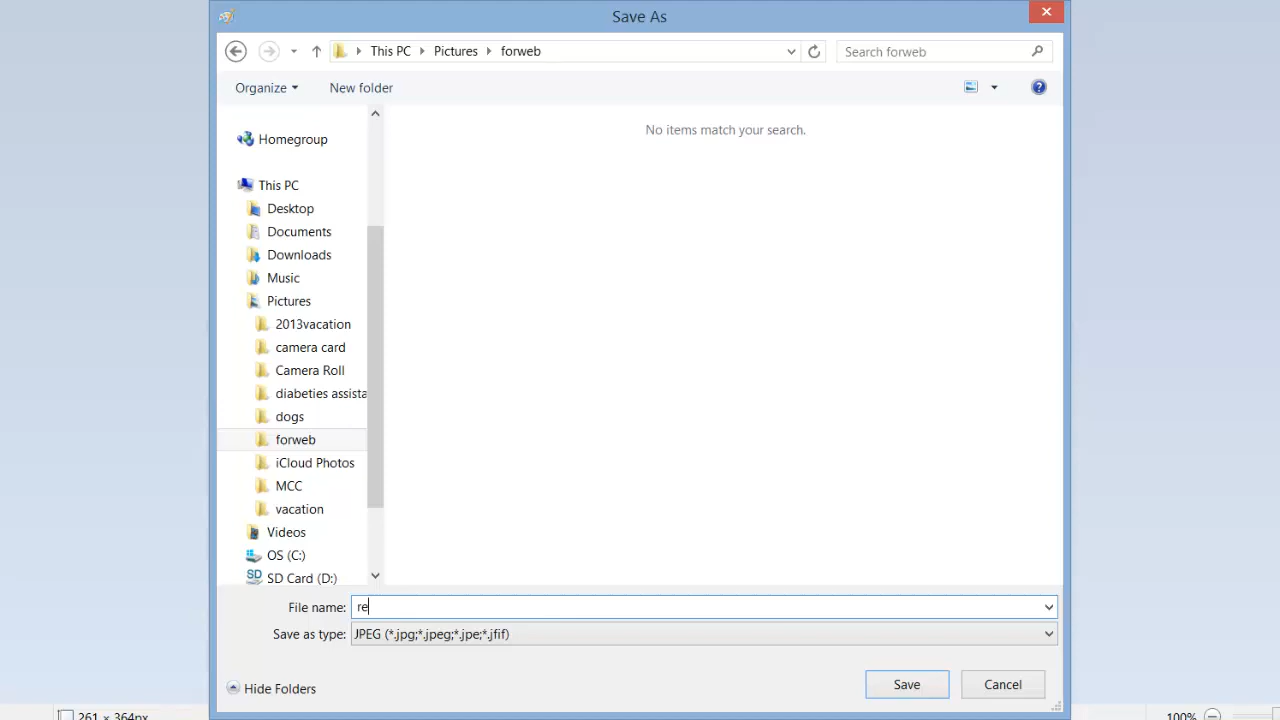 Save As
This PC Pictures forweb
Search forweb
Organize New folder
No items match your search.
Homegroup
This PC
Desktop
Documents
Downloads
Music
Pictures
2013vacation
camera card
Camera Roll
diabeties assista
dogs
forweb
iCloud Photos
MCC
vacation
Videos
OS (C:)
SD SD Card (D:)
File name: re
Save as type: JPEG (*.jpg;*.jpeg;*.jpe;*.jfif)
Hide Folders Save Cancel
261 × 364px 100%